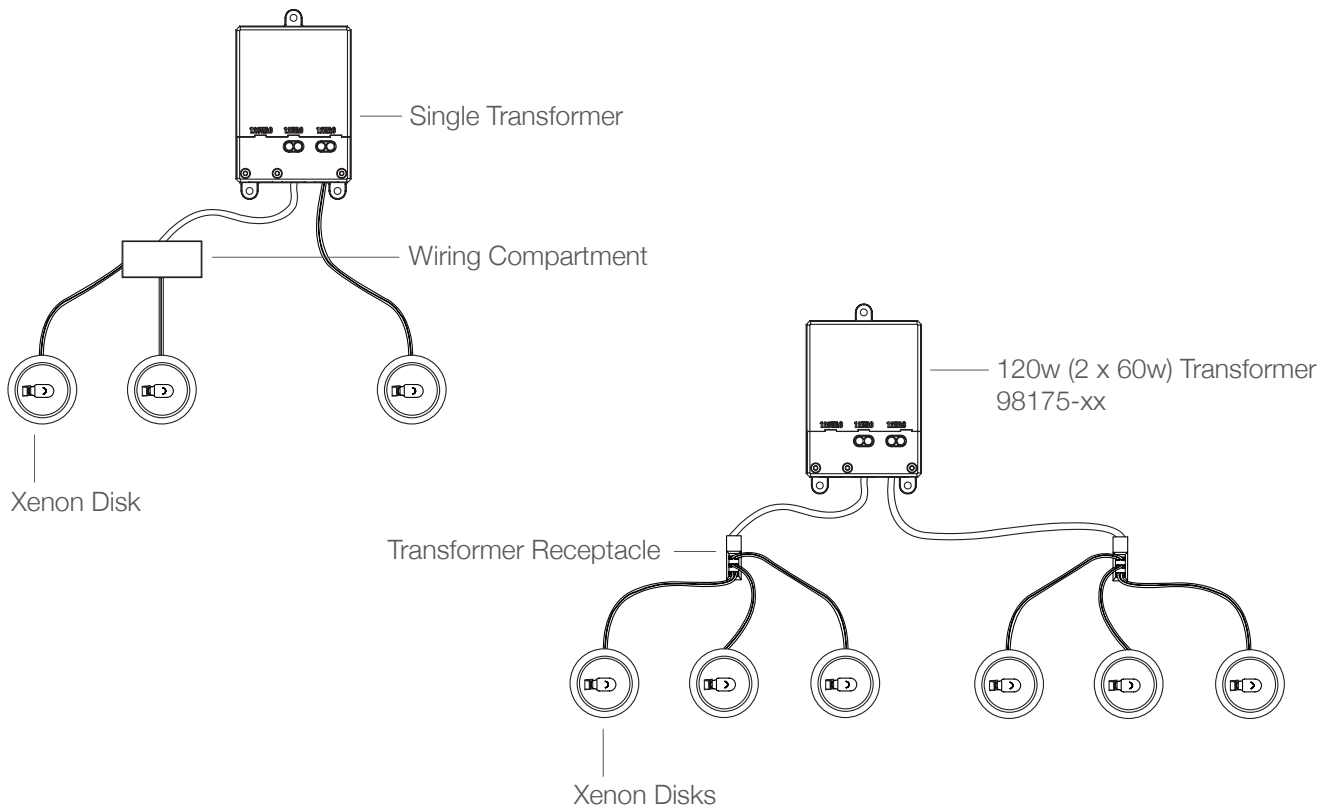 Single Transformer
Wiring Compartment
Xenon Disk
120w (2 x 60w) Transformer
98175-xx
Transformer Receptacle
Xenon Disks